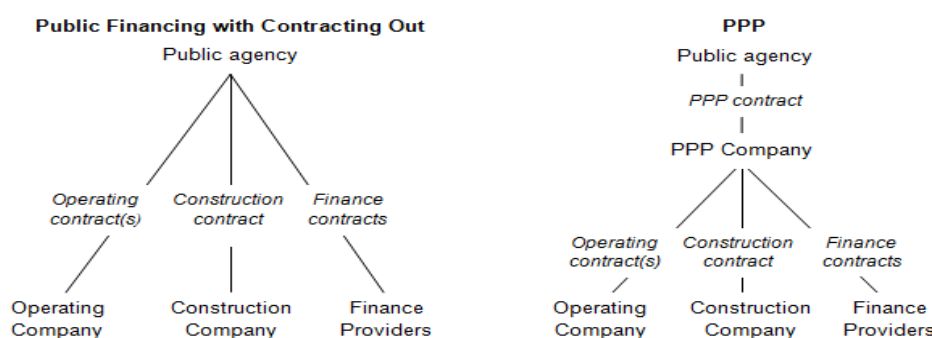 Public Financing with Contracting Out
Public agency
Operating
contract(s)
Construction
contract
Finance
contracts
Operating
Company
Construction
Company
Finance
Providers
PPP
Public agency
PPP contract
PPP Company
Operating
contract(s)
Construction
contract
Finance
contracts
Operating
Company
Construction
Company
Finance
Providers